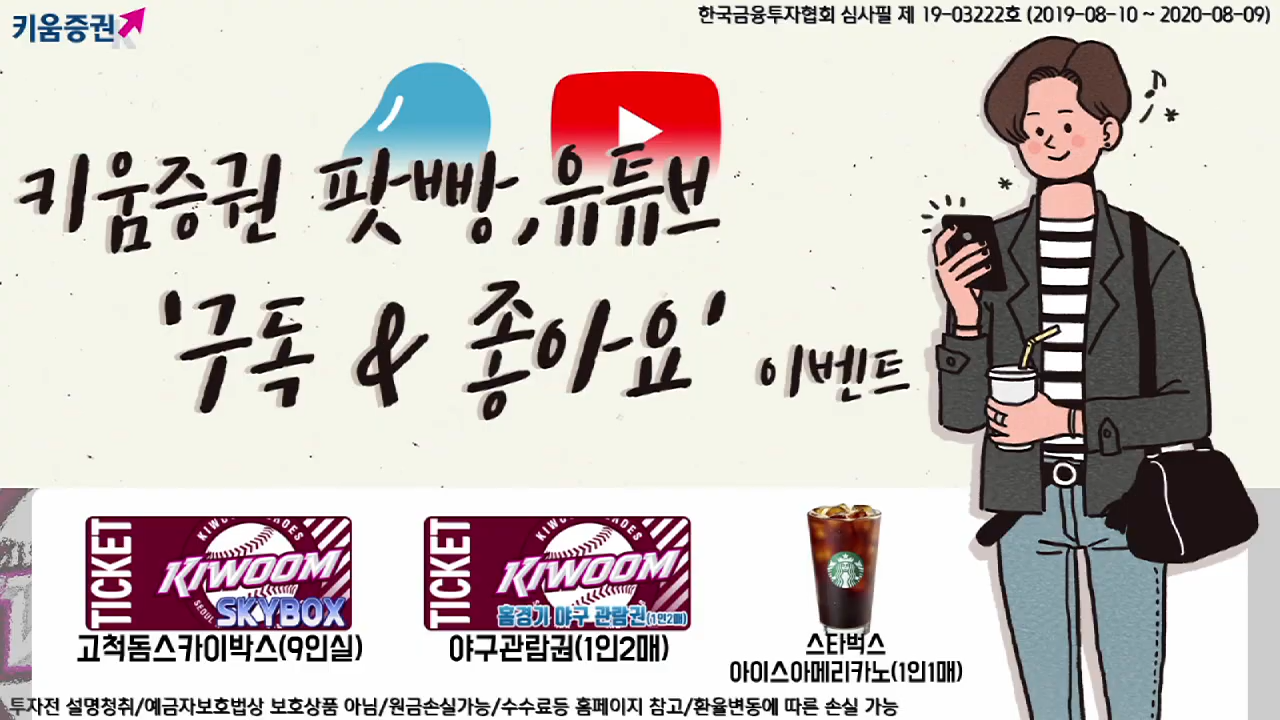 키움증권
한국금융투자협회 심사필 제 19-03222호 (2019-08-10 ~ 2020-08-09)
키움증권 팟빵, 유튜브
'구독 & 좋아요' 이벤트
TICKET
KIWOOM HEROES
KIWOOM
SEOUL
SKYBOX
고척돔스카이박스(9인실)
TICKET
KIWOOM HEROES
KIWOOM
홈경기 야구 관람권(1인2매)
야구관람권(1인2매)
스타벅스
아이스아메리카노(1인1매)
투자전 설명청취/예금자보호법상 보호상품 아님/원금손실가능/수수료등 홈페이지 참고/환율변동에 따른 손실 가능